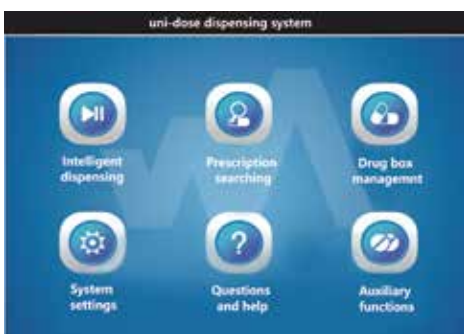 uni-dose dispensing system
Intelligent
dispensing
Prescription
searching
Drug box
managemnt
System
settings
Questions
and help
Auxiliary
functions